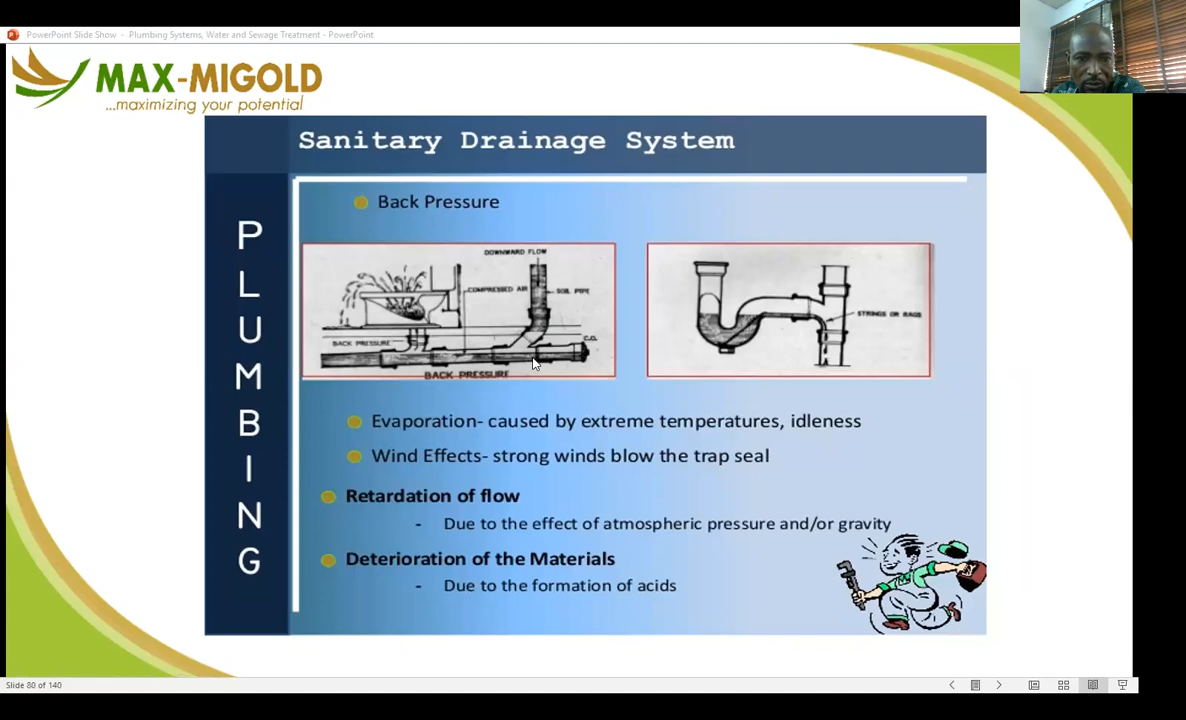 PowerPoint Slide Show - Plumbing Systems, Water and Sewage Treatment - PowerPoint
MAX-MIGOLD
...maximizing your potential
Sanitary Drainage System
PLUMBING
Back Pressure
DOWNWARD FLOW
COMPRESSED AIR
SOIL PIPE
BACK PRESSURE
C.O.
BACK PRESSURE
STRINGS OR RAGS
Evaporation- caused by extreme temperatures, idleness
Wind Effects- strong winds blow the trap seal
Retardation of flow
- Due to the effect of atmospheric pressure and/or gravity
Deterioration of the Materials
- Due to the formation of acids
Slide 80 of 140